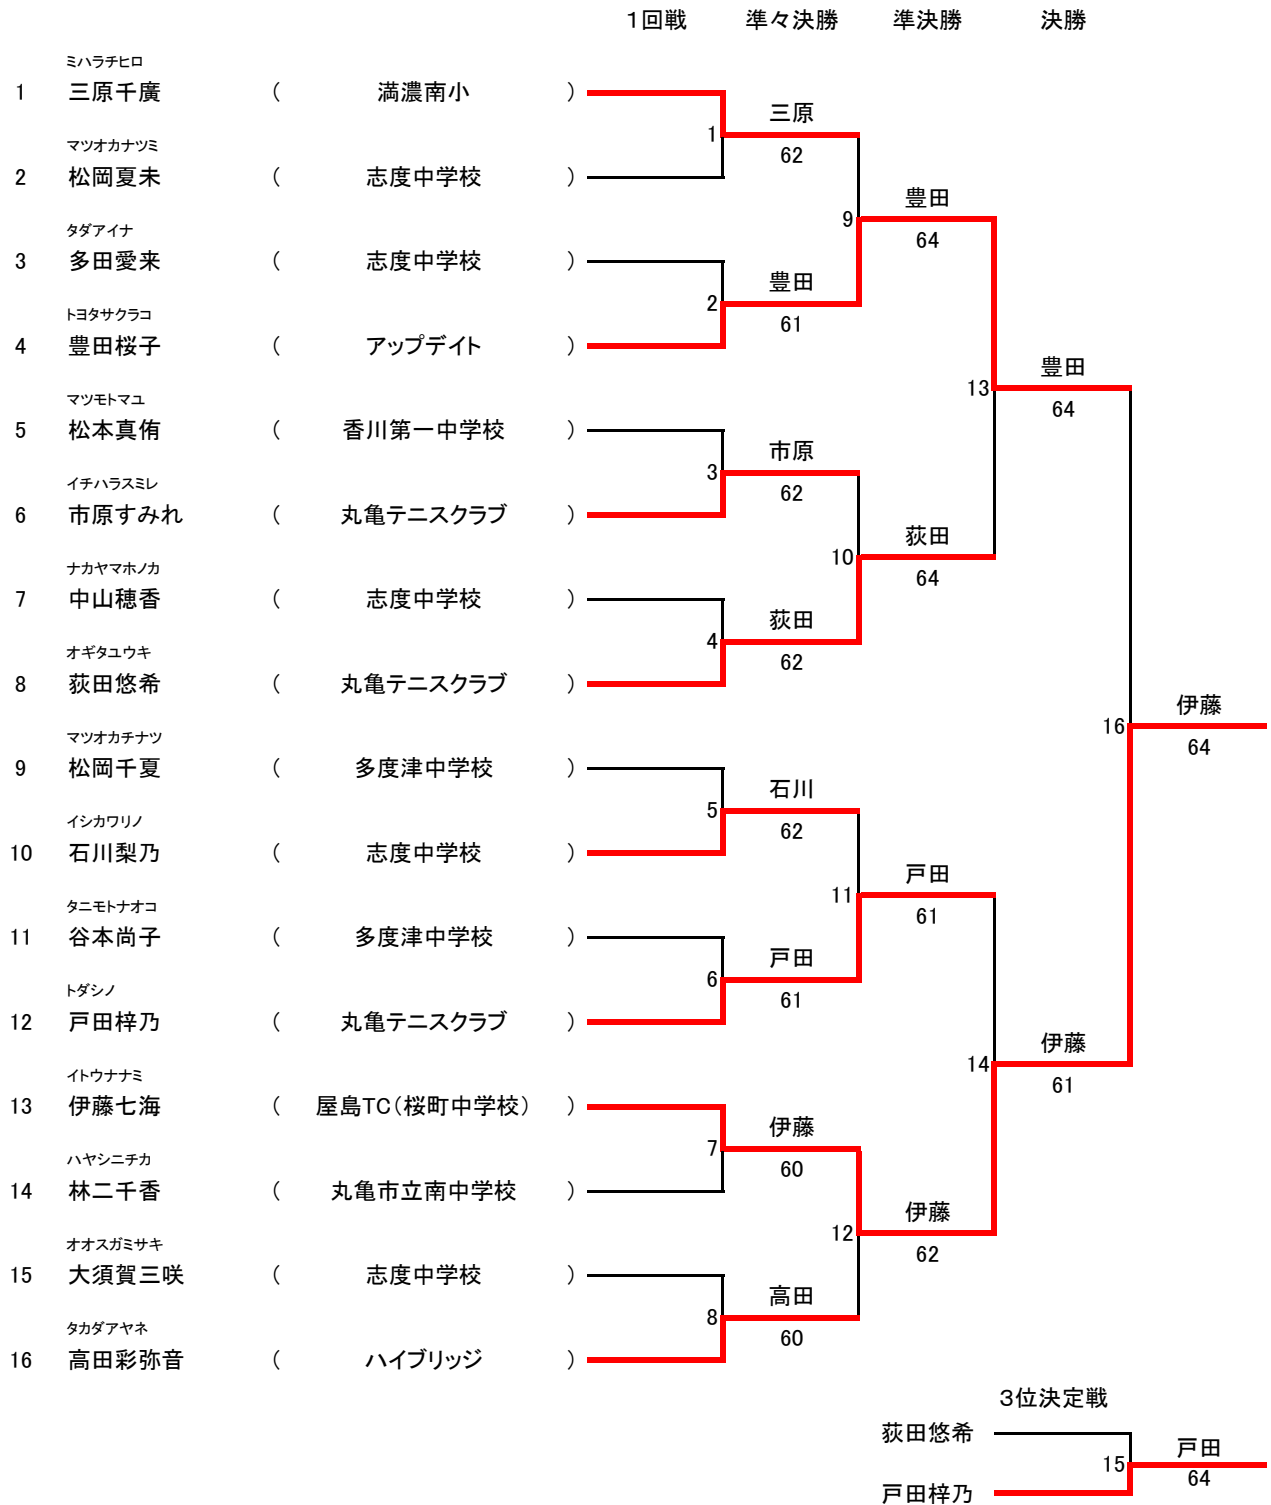 1回戦 準々決勝 準決勝 決勝
ミハラチヒロ
1 三原千廣 ( 満濃南小 )
三原
1
62
マツオカナツミ
2 松岡夏未 ( 志度中学校 )
豊田
9
64
タダアイナ
3 多田愛来 ( 志度中学校 )
豊田
2
61
トヨタサクラコ
4 豊田桜子 ( アップデイト )
豊田
13
64
マツモトマユ
5 松本真侑 ( 香川第一中学校 )
市原
3
62
イチハラスミレ
6 市原すみれ ( 丸亀テニスクラブ )
荻田
10
64
ナカヤマホノカ
7 中山穂香 ( 志度中学校 )
荻田
4
62
オギタユウキ
8 荻田悠希 ( 丸亀テニスクラブ )
伊藤
16
64
マツオカチナツ
9 松岡千夏 ( 多度津中学校 )
石川
5
62
イシカワリノ
10 石川梨乃 ( 志度中学校 )
戸田
11
61
タニモトナオコ
11 谷本尚子 ( 多度津中学校 )
戸田
6
61
トダシノ
12 戸田梓乃 ( 丸亀テニスクラブ )
伊藤
14
61
イトウナナミ
13 伊藤七海 ( 屋島TC(桜町中学校) )
伊藤
7
60
ハヤシニチカ
14 林二千香 ( 丸亀市立南中学校 )
伊藤
12
62
オオスガミサキ
15 大須賀三咲 ( 志度中学校 )
高田
8
60
タカダアヤネ
16 高田彩弥音 ( ハイブリッジ )
3位決定戦
荻田悠希
戸田
15
64
戸田梓乃